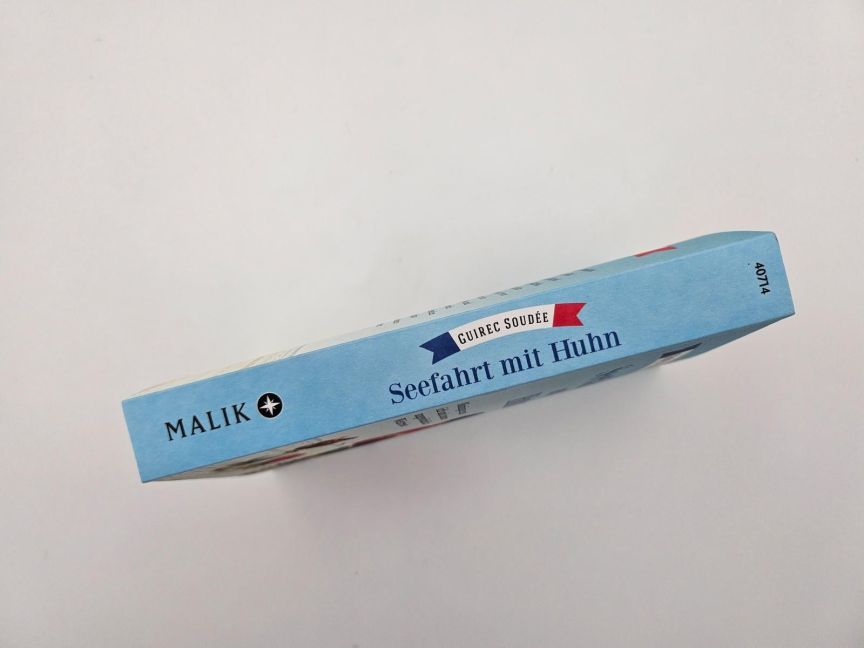 MALIK
GUIREC SOUDÉE
Seefahrt mit Huhn
40714